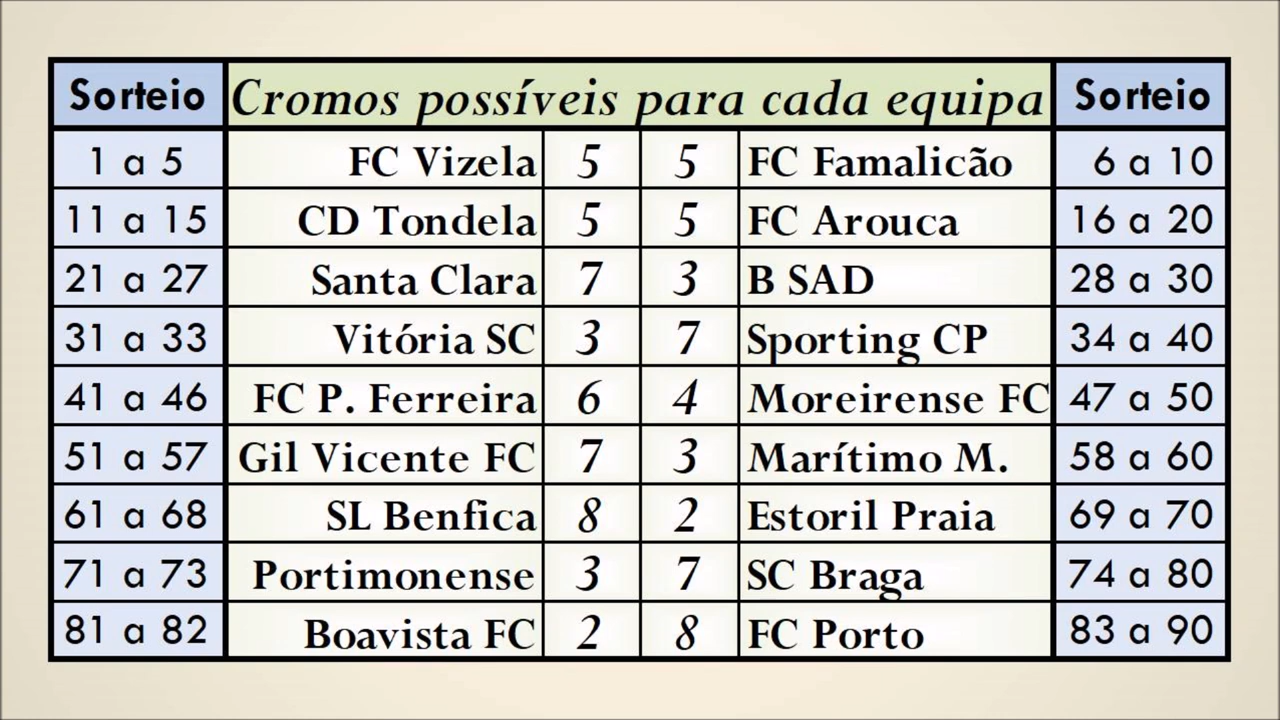 Sorteio Cromos possíveis para cada equipa Sorteio
1 a 5 FC Vizela 5 5 FC Famalicão 6 a 10
11 a 15 CD Tondela 5 5 FC Arouca 16 a 20
21 a 27 Santa Clara 7 3 B SAD 28 a 30
31 a 33 Vitória SC 3 7 Sporting CP 34 a 40
41 a 46 FC P. Ferreira 6 4 Moreirense FC 47 a 50
51 a 57 Gil Vicente FC 7 3 Marítimo M. 58 a 60
61 a 68 SL Benfica 8 2 Estoril Praia 69 a 70
71 a 73 Portimonense 3 7 SC Braga 74 a 80
81 a 82 Boavista FC 2 8 FC Porto 83 a 90